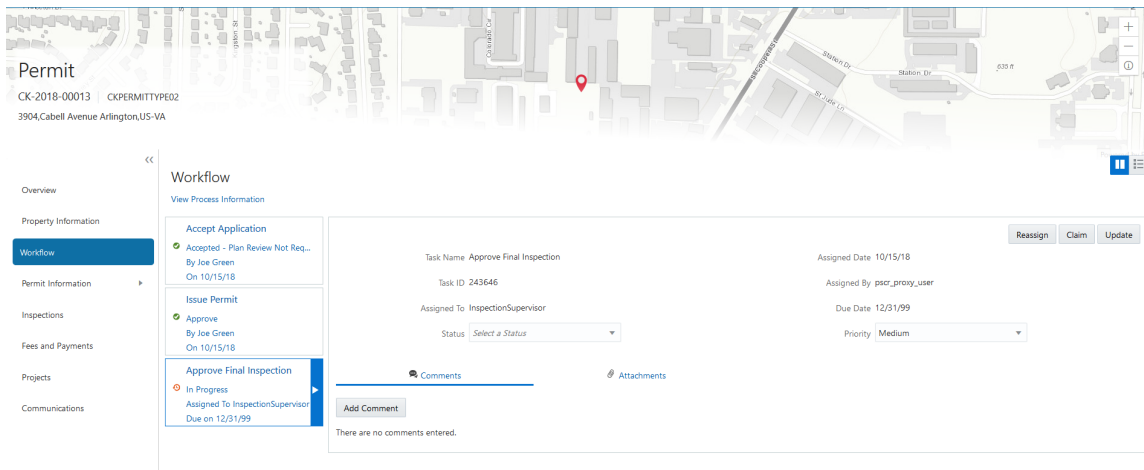 Kingston St
Colorado Ln
S Cooper St
Station Dr
Station Dr
635 ft
St Jude Ln
Permit
CK-2018-00013 | CKPERMITTYPE02
3904,Cabell Avenue Arlington,US-VA
Overview
Property Information
Workflow
Permit Information
Inspections
Fees and Payments
Projects
Communications
Workflow
View Process Information
Accept Application
Accepted - Plan Review Not Req...
By Joe Green
On 10/15/18
Issue Permit
Approve
By Joe Green
On 10/15/18
Approve Final Inspection
In Progress
Assigned To InspectionSupervisor
Due on 12/31/99
Reassign Claim Update
Task Name Approve Final Inspection
Assigned Date 10/15/18
Task ID 243646
Assigned By pscr_proxy_user
Assigned To InspectionSupervisor
Due Date 12/31/99
Status Select a Status
Priority Medium
Comments Attachments
Add Comment
There are no comments entered.